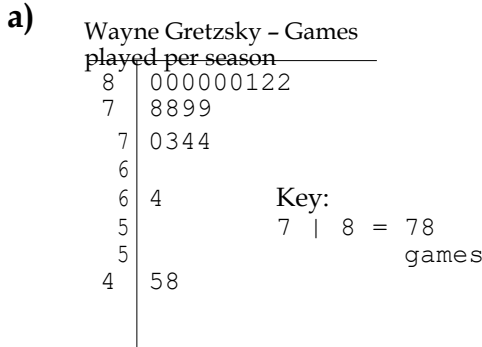 a)
Wayne Gretzsky – Games
played per season
8 000000122
7 8899
7 0344
6
6 4 Key:
5 7 | 8 = 78
5 games
4 58